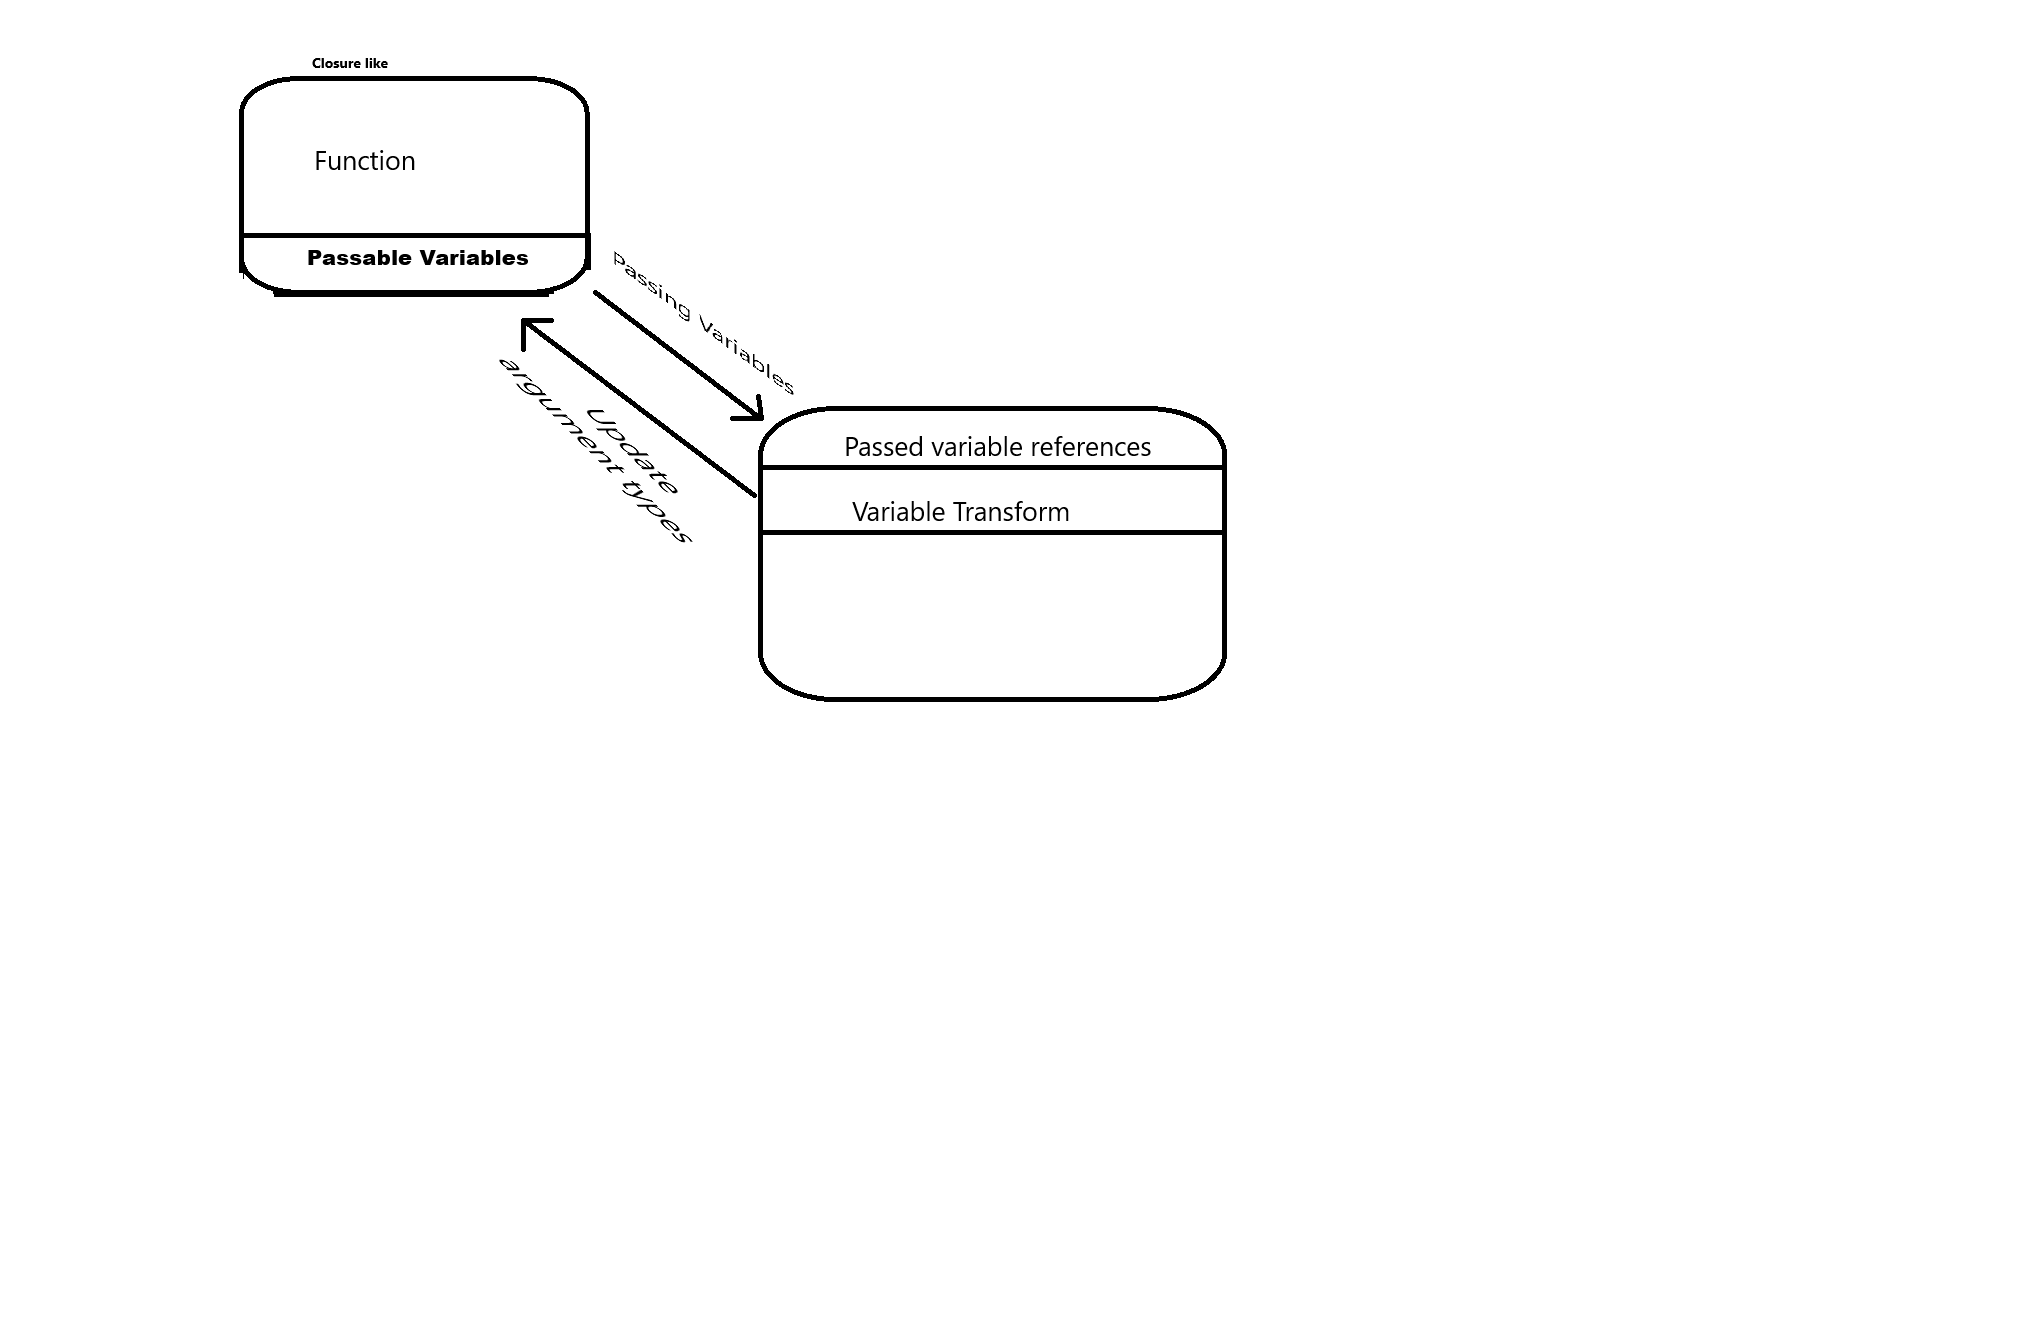 Closure like
Function
Passable Variables
Passing Variables
Update
argument types
Passed variable references
Variable Transform